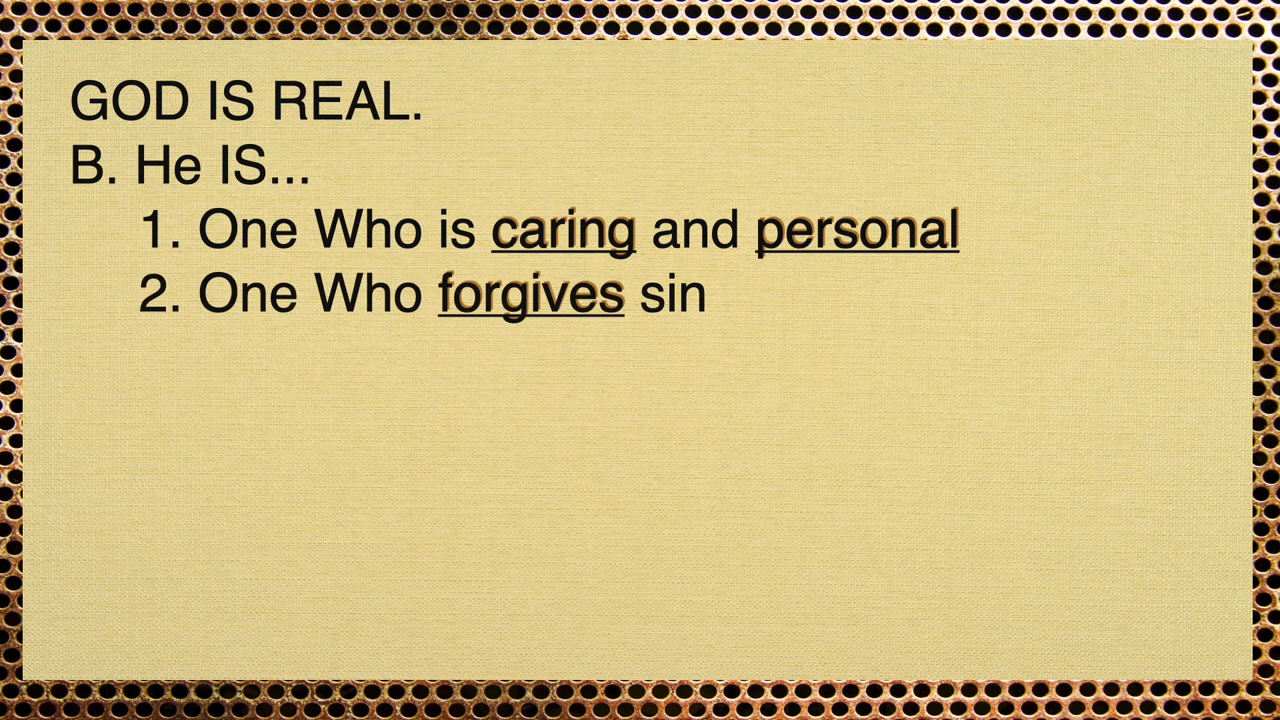 GOD IS REAL.
B. He IS...
1. One Who is caring and personal
2. One Who forgives sin